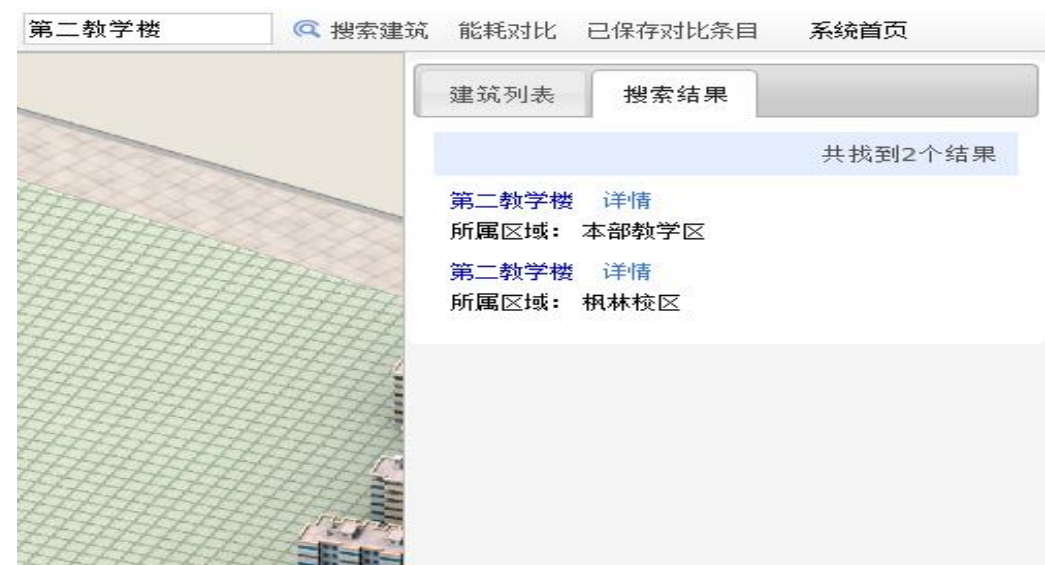 第二教学楼 搜索建筑 能耗对比 已保存对比条目 系统首页
建筑列表 搜索结果
共找到2个结果
第二教学楼 详情
所属区域： 本部教学区
第二教学楼 详情
所属区域： 枫林校区